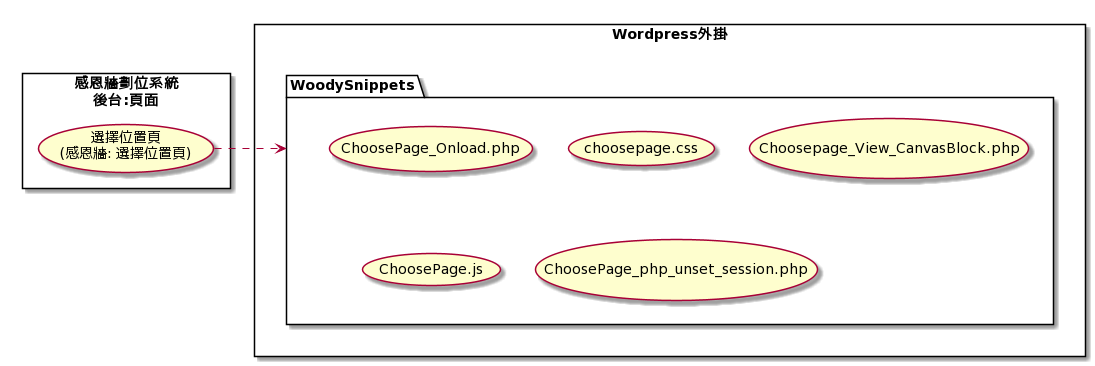 Wordpress外掛
感恩牆劃位系統
後台:頁面
選擇位置頁
(感恩牆: 選擇位置頁)
WoodySnippets
ChoosePage_Onload.php
choosepage.css
Choosepage_View_CanvasBlock.php
ChoosePage.js
ChoosePage_php_unset_session.php